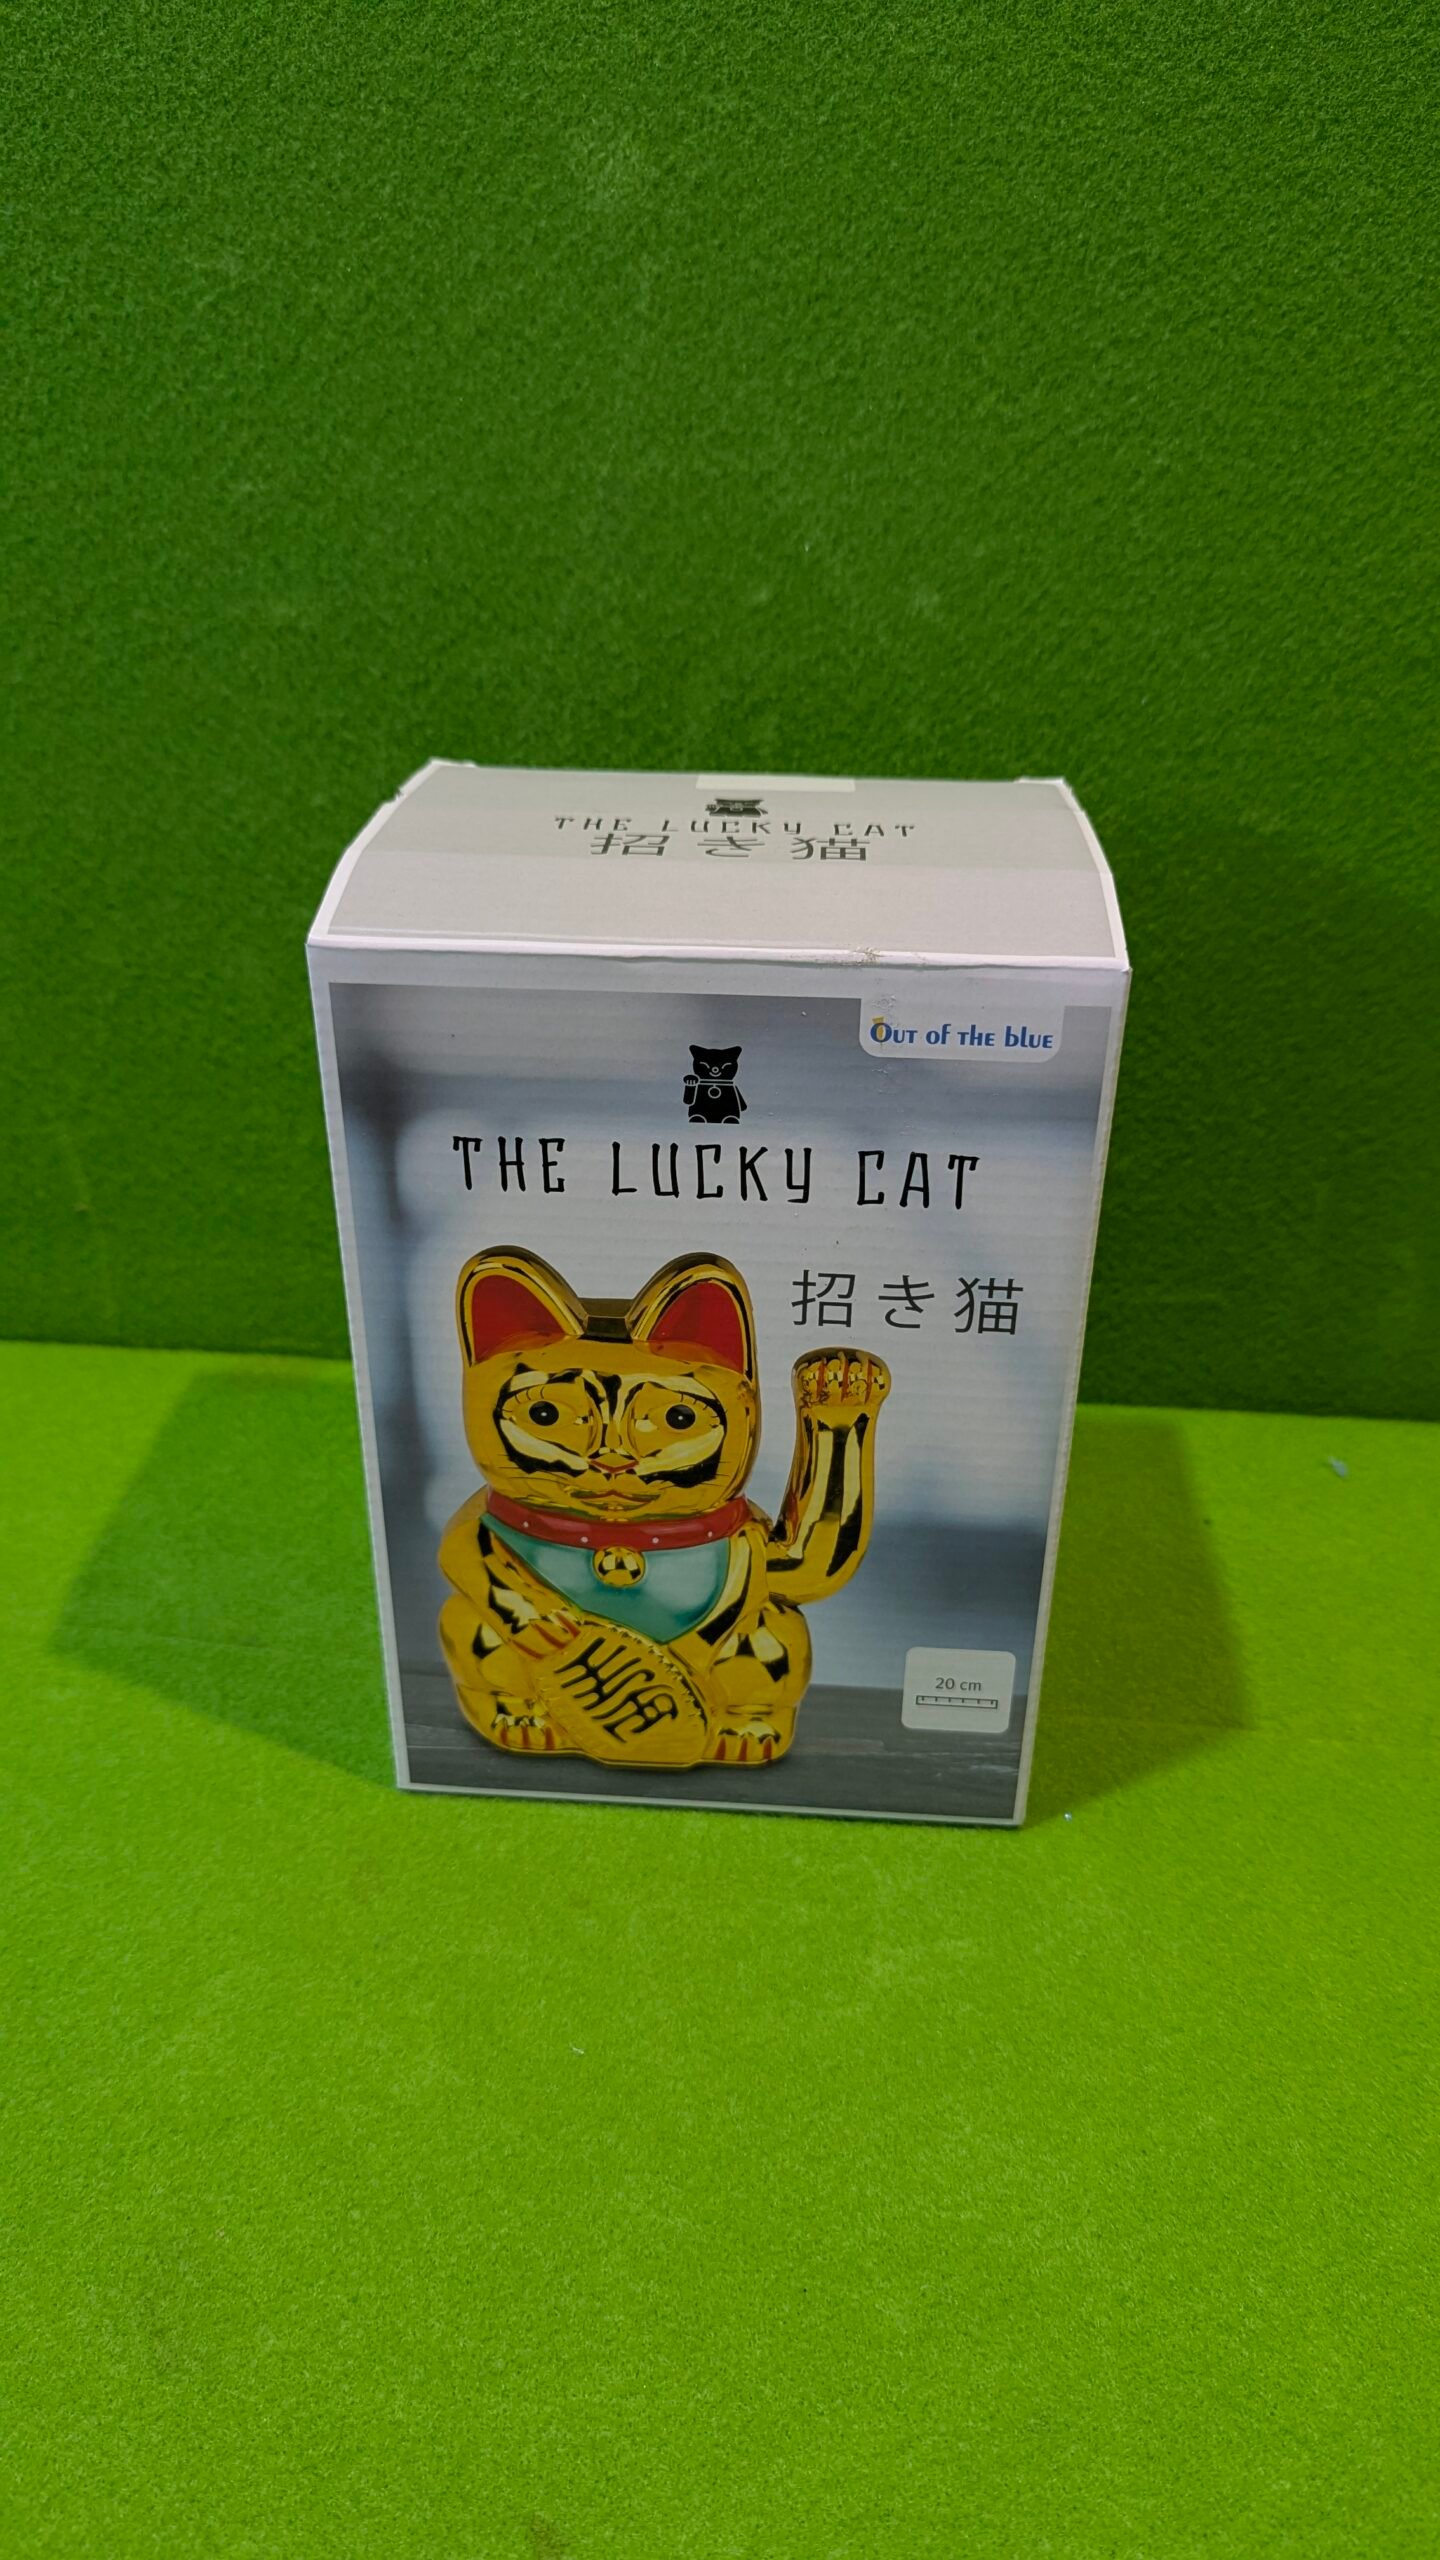 THE LUCKY CAT
招き猫
OUT of THE bLUE
THE LUCKY CAT
招き猫
20 cm